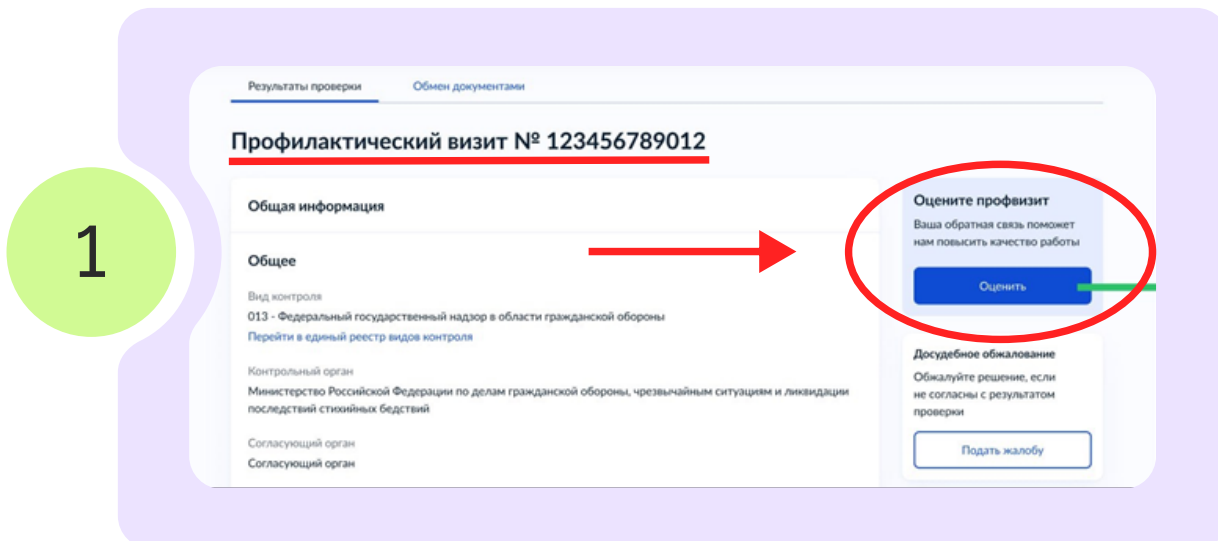 Результаты проверки
Обмен документами
Профилактический визит № 123456789012
1
Общая информация
Общее
Вид контроля
013 - Федеральный государственный надзор в области гражданской обороны
Перейти в единый реестр видов контроля
Контрольный орган
Министерство Российской Федерации по делам гражданской обороны, чрезвычайным ситуациям и ликвидации
последствий стихийных бедствий
Согласующий орган
Согласующий орган
Оцените профвизит
Ваша обратная связь поможет
нам повысить качество работы
Оценить
Досудебное обжалование
Обжалуйте решение, если
не согласны с результатом
проверки
Подать жалобу